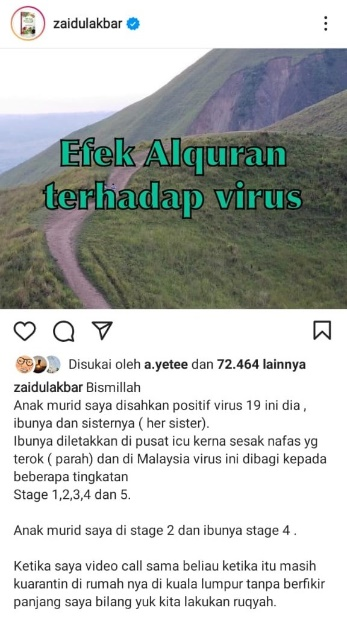 zaidulakbar
Efek Alquran
terhadap virus
Disukai oleh a.yetee dan 72.464 lainnya
zaidulakbar Bismillah
Anak murid saya disahkan positif virus 19 ini dia ,
ibunya dan sisternya ( her sister).
Ibunya diletakkan di pusat icu kerna sesak nafas yg
terok ( parah) dan di Malaysia virus ini dibagi kepada
beberapa tingkatan
Stage 1,2,3,4 dan 5.
Anak murid saya di stage 2 dan ibunya stage 4 .
Ketika saya video call sama beliau ketika itu masih
kuarantin di rumah nya di kuala lumpur tanpa berfikir
panjang saya bilang yuk kita lakukan ruqyah.